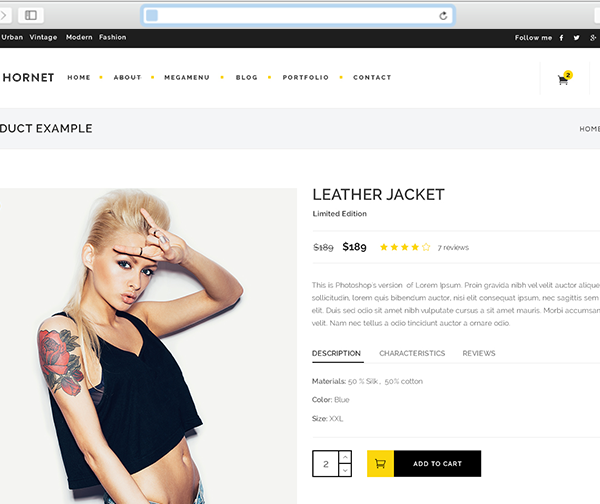 Urban Vintage Modern Fashion
Follow me
HORNET
HOME ABOUT MEGAMENU BLOG PORTFOLIO CONTACT
2
DUCT EXAMPLE
HOME
LEATHER JACKET
Limited Edition
$189 $189 7 reviews
This is Photoshop's version of Lorem Ipsum. Proin gravida nibh vel velit auctor alique
sollicitudin, lorem quis bibendum auctor, nisi elit consequat ipsum, nec sagittis sem
elit. Duis sed odio sit amet nibh vulputate cursus a sit amet mauris. Morbi accumsan
velit. Nam nec tellus a odio tincidunt auctor a ornare odio.
DESCRIPTION CHARACTERISTICS REVIEWS
Materials: 50 % Silk , 50% cotton
Color: Blue
Size: XXL
2
ADD TO CART